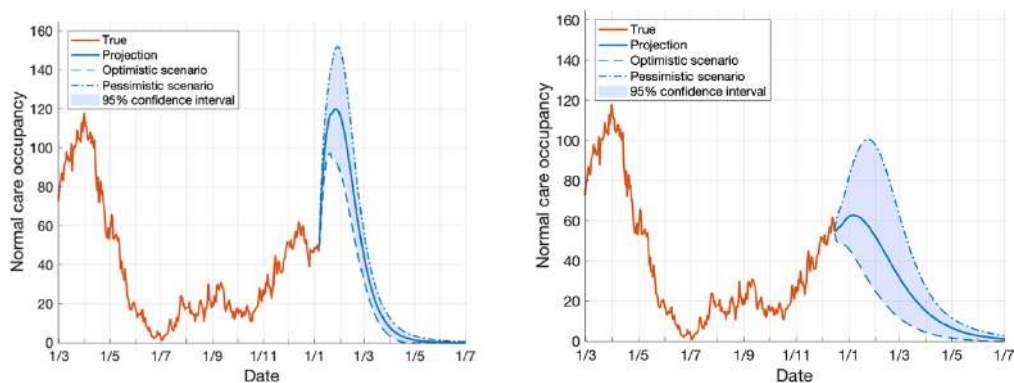 160
140
120
100
80
60
40
20
0
Normal care occupancy
True
Projection
Optimistic scenario
Pessimistic scenario
95% confidence interval
1/3 1/5 1/7 1/9 1/11 1/1 1/3 1/5 1/7
Date
160
140
120
100
80
60
40
20
0
Normal care occupancy
True
Projection
Optimistic scenario
Pessimistic scenario
95% confidence interval
1/3 1/5 1/7 1/9 1/11 1/1 1/3 1/5 1/7
Date